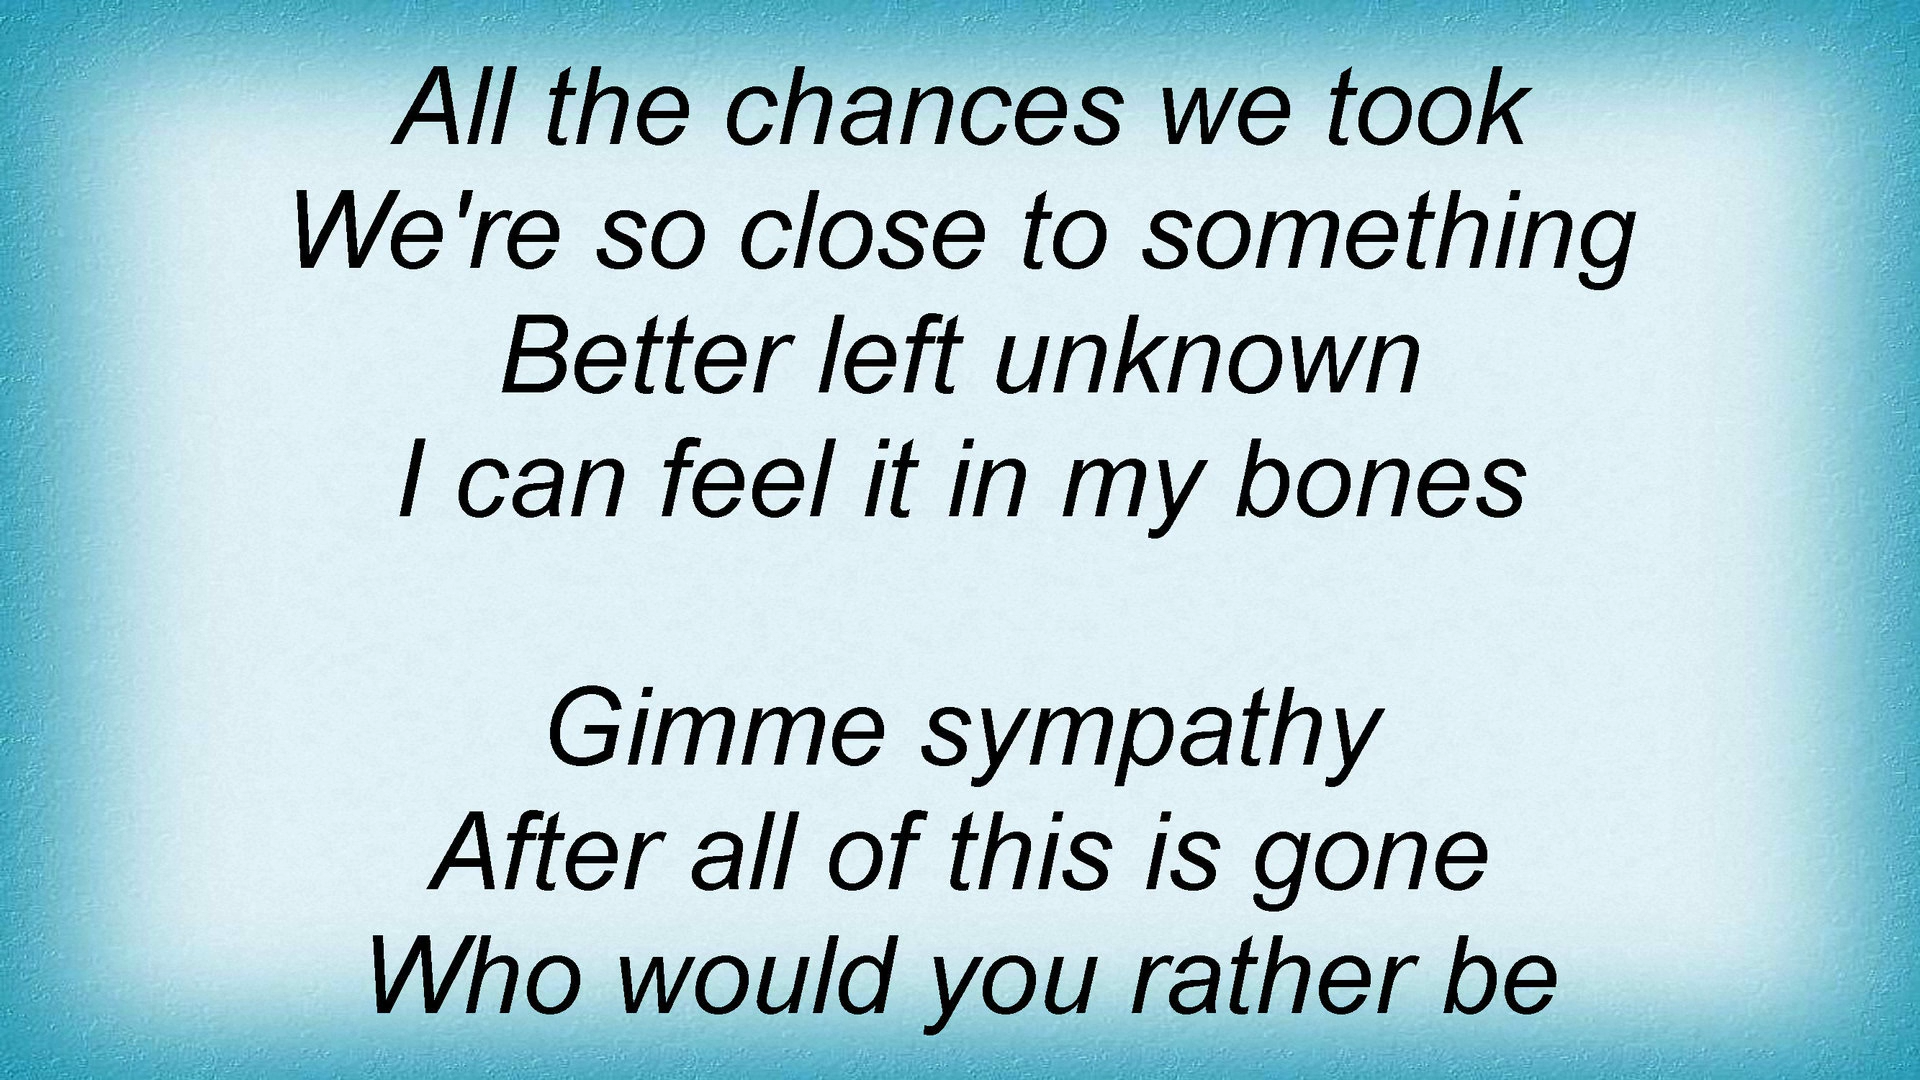 All the chances we took
We're so close to something
Better left unknown
I can feel it in my bones
Gimme sympathy
After all of this is gone
Who would you rather be